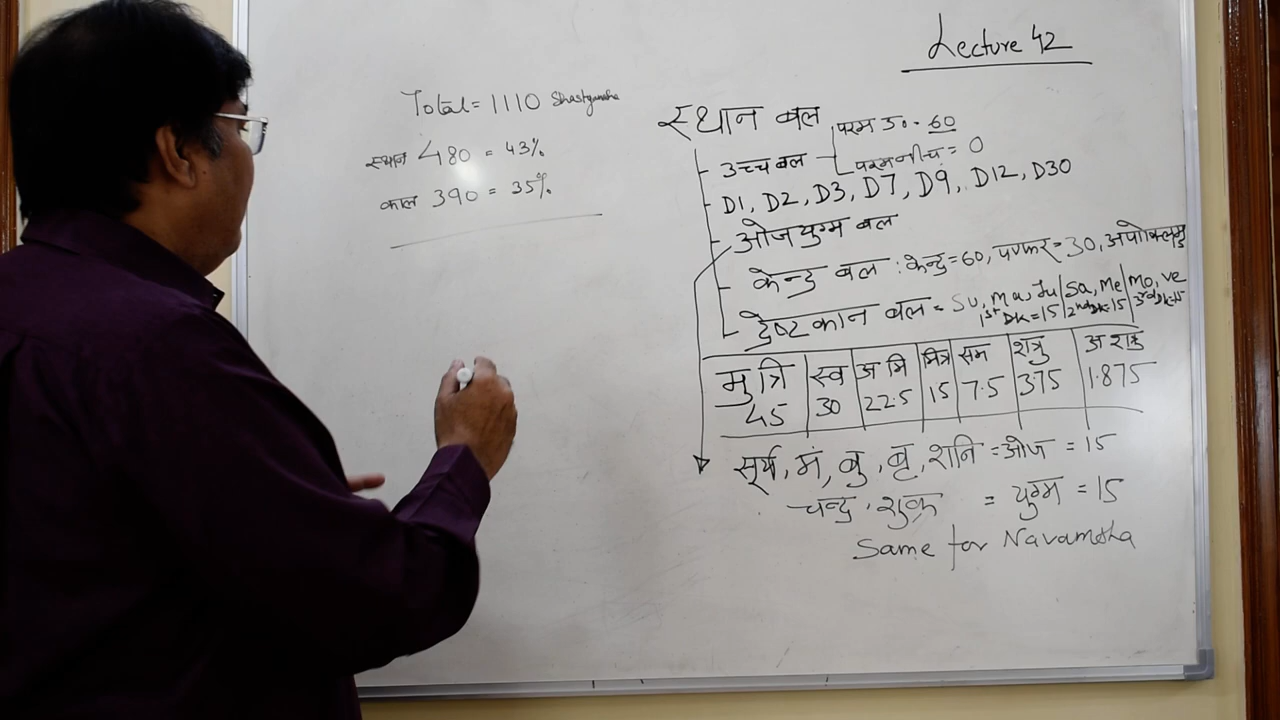 Lecture 42
Total = 1110 Shastyamsha
स्थान 480 = 43%
काल 390 = 35%
स्थान बल
उच्च बल
परम उ० - 60
परम नीच = 0
D1, D2, D3, D7, D9, D12, D30
ओजयुग्म बल
केन्द्र बल : केन्द्र = 60, पणफर = 30,
द्रेष्टकान बल = Su, Ma, Ju | Sa, Me | Mo, Ve
1st Dk = 15 | 2nd Dk = 15 | 3rd Dk = 15
मु त्रि | स्व | अ मि | मित्र | सम | शत्रु | अ शत्रु
45 | 30 | 22.5 | 15 | 7.5 | 375 | 1.875
सूर्य, मं, बु, बृ, शनि = ओज = 15
चन्द्र, शुक्र = युग्म = 15
Same for Navamsha